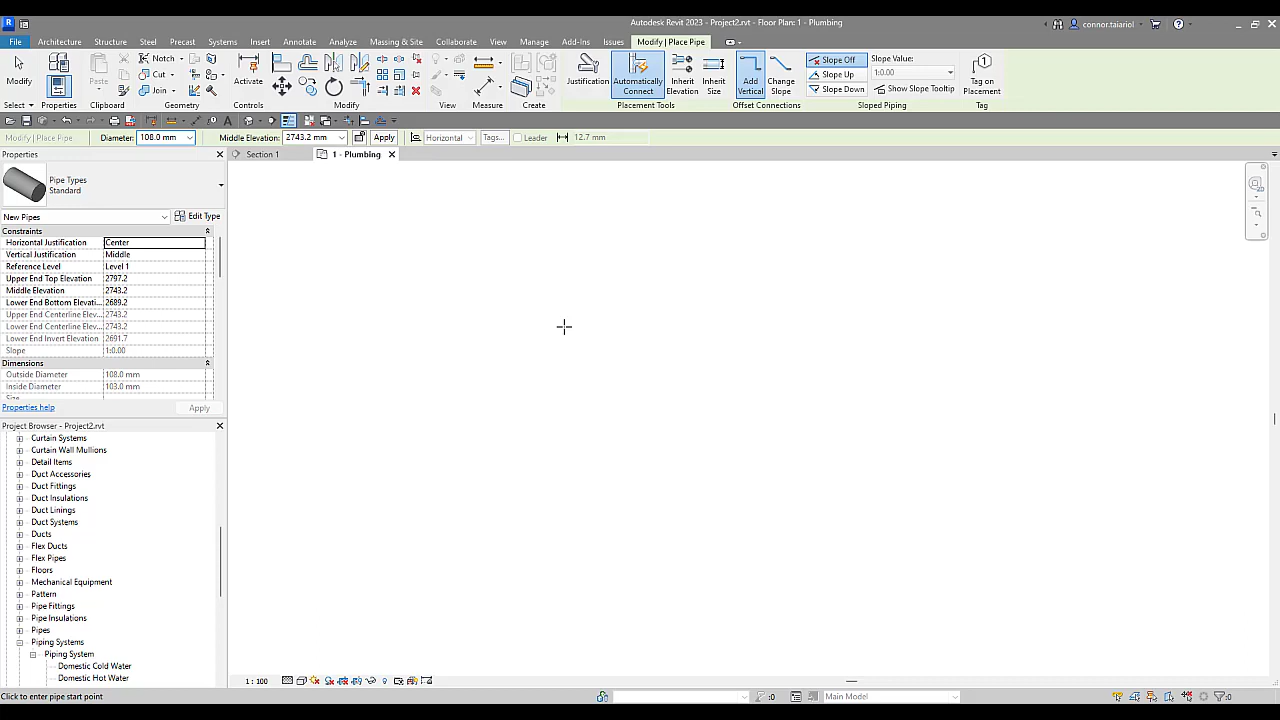 Autodesk Revit 2023 - Project2.rvt - Floor Plan: 1 - Plumbing
connor.taiariol
File Architecture Structure Steel Precast Systems Insert Annotate Analyze Massing & Site Collaborate View Manage Add-Ins Issues Modify | Place Pipe
Modify
Select
Properties
Paste
Clipboard
Notch
Cut
Join
Geometry
Activate
Controls
Modify
View
Measure
Create
Justification
Automatically Connect
Inherit Elevation
Inherit Size
Placement Tools
Add Vertical
Change Slope
Offset Connections
Slope Off
Slope Up
Slope Down
Slope Value:
1:0.00
Show Slope Tooltip
Sloped Piping
Tag on Placement
Tag
Modify | Place Pipe Diameter: 108.0 mm Middle Elevation: 2743.2 mm Apply Horizontal Tags... Leader 12.7 mm
Properties
Section 1
1 - Plumbing
Pipe Types
Standard
New Pipes Edit Type
Constraints
Horizontal Justification Center
Vertical Justification Middle
Reference Level Level 1
Upper End Top Elevation 2797.2
Middle Elevation 2743.2
Lower End Bottom Elevati... 2689.2
Upper End Centerline Elev... 2743.2
Lower End Centerline Elev... 2743.2
Lower End Invert Elevation 2691.7
Slope 1:0.00
Dimensions
Outside Diameter 108.0 mm
Inside Diameter 103.0 mm
Properties help Apply
Project Browser - Project2.rvt
Curtain Systems
Curtain Wall Mullions
Detail Items
Duct Accessories
Duct Fittings
Duct Insulations
Duct Linings
Duct Systems
Ducts
Flex Ducts
Flex Pipes
Floors
Mechanical Equipment
Pattern
Pipe Fittings
Pipe Insulations
Pipes
Piping Systems
Piping System
Domestic Cold Water
Domestic Hot Water
1 : 100
Click to enter pipe start point
:0
Main Model
:0